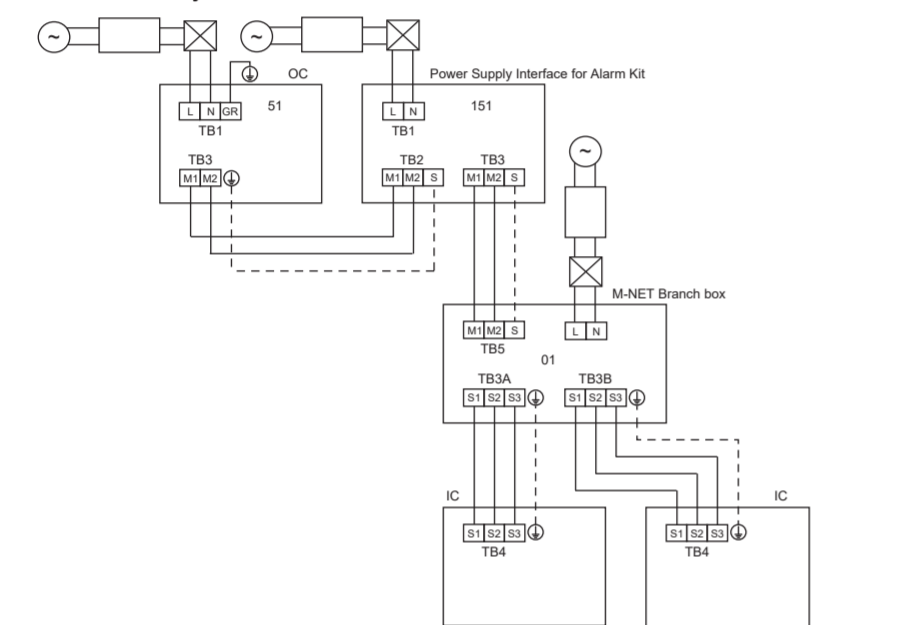 ~
~
OC
Power Supply Interface for Alarm Kit
L N GR
51
L N
151
TB1
TB1
TB3
TB2
TB3
M1 M2
M1 M2 S
M1 M2 S
~
M-NET Branch box
M1 M2 S
L N
TB5
01
TB3A
TB3B
S1 S2 S3
S1 S2 S3
IC
IC
S1 S2 S3
S1 S2 S3
TB4
TB4